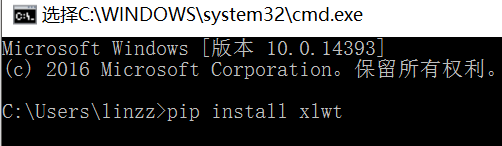 选择C:\WINDOWS\system32\cmd.exe
Microsoft Windows [版本 10.0.14393]
(c) 2016 Microsoft Corporation。保留所有权利。
C:\Users\linzz>pip install xlwt